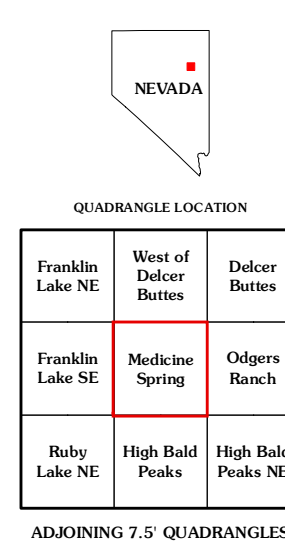 NEVADA
QUADRANGLE LOCATION
Franklin
Lake NE
West of
Delcer
Buttes
Delcer
Buttes
Franklin
Lake SE
Medicine
Spring
Odgers
Ranch
Ruby
Lake NE
High Bald
Peaks
High Bald
Peaks NE
ADJOINING 7.5' QUADRANGLES